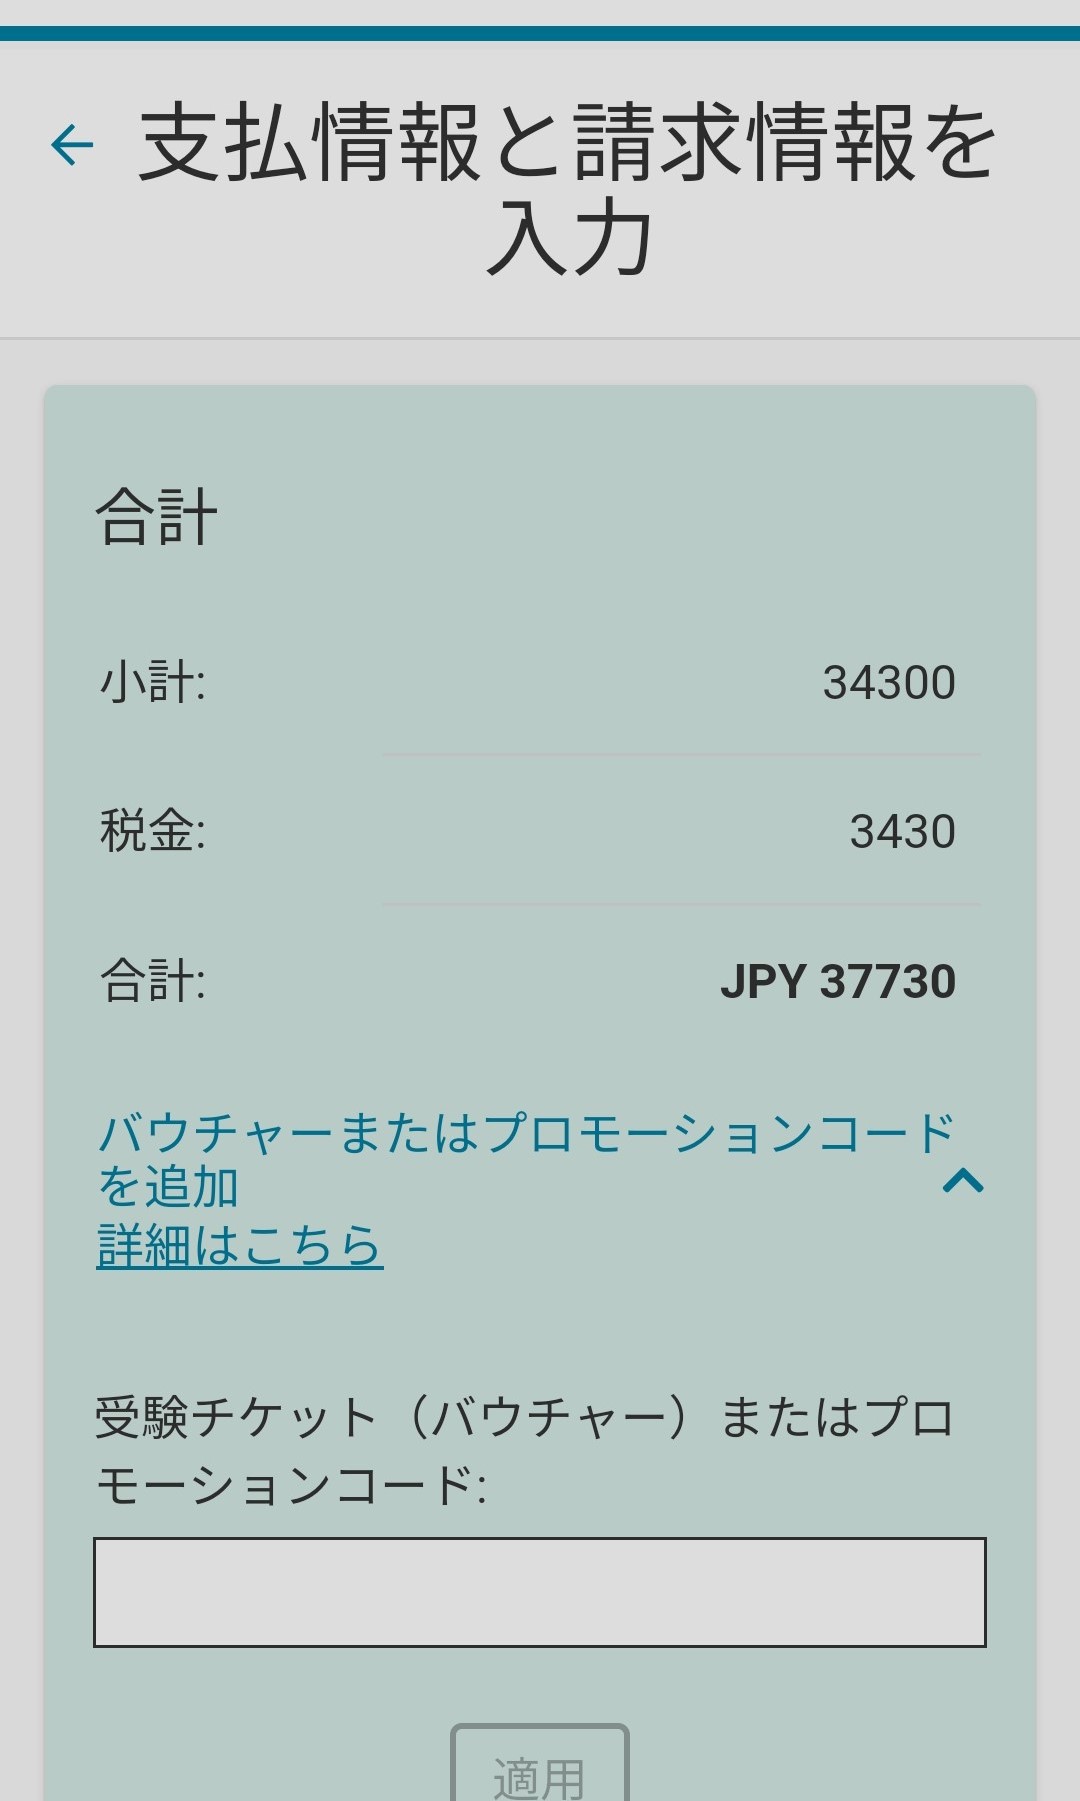 支払情報と請求情報を
入力
合計
小計: 34300
税金: 3430
合計: JPY 37730
バウチャーまたはプロモーションコード
を追加
詳細はこちら
受験チケット（バウチャー）またはプロ
モーションコード:
適用